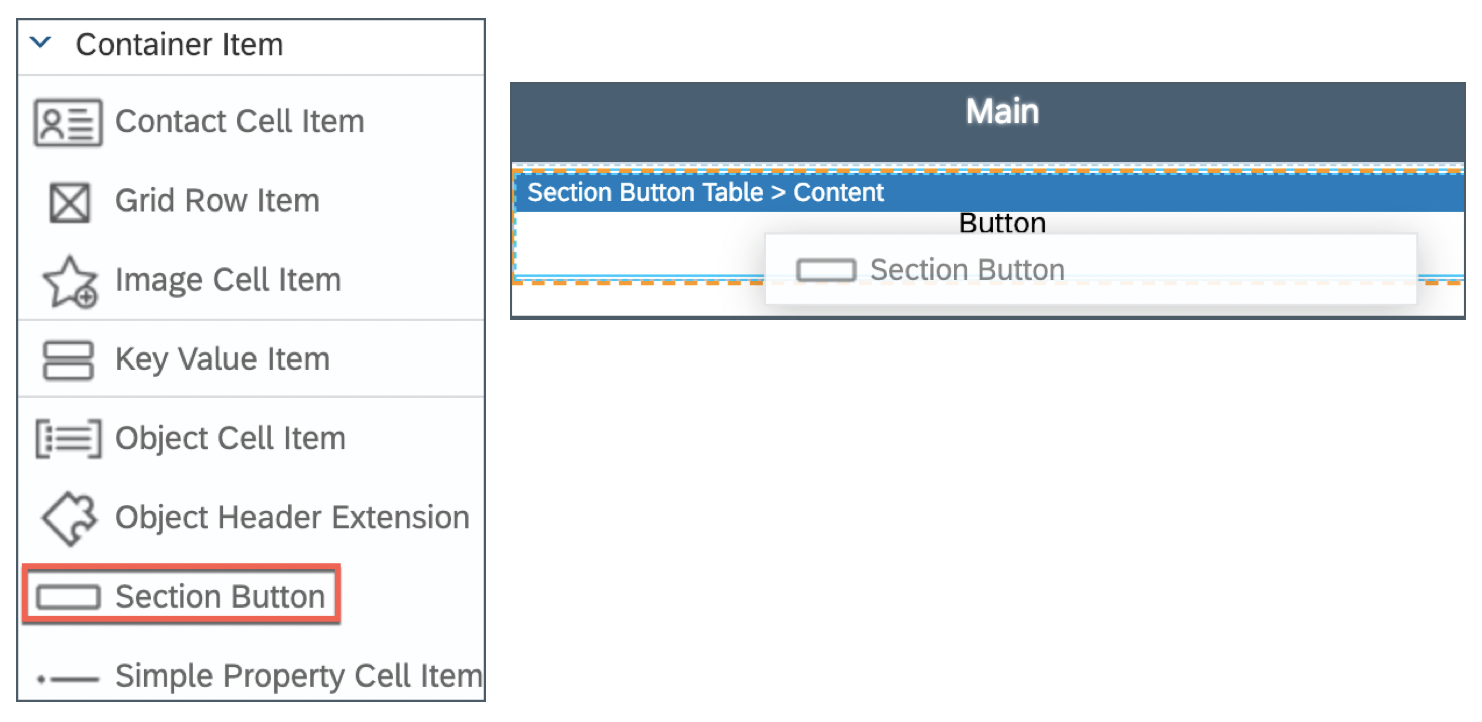 Container Item
Contact Cell Item
Grid Row Item
Image Cell Item
Key Value Item
Object Cell Item
Object Header Extension
Section Button
Simple Property Cell Item
Main
Section Button Table > Content
Button
Section Button